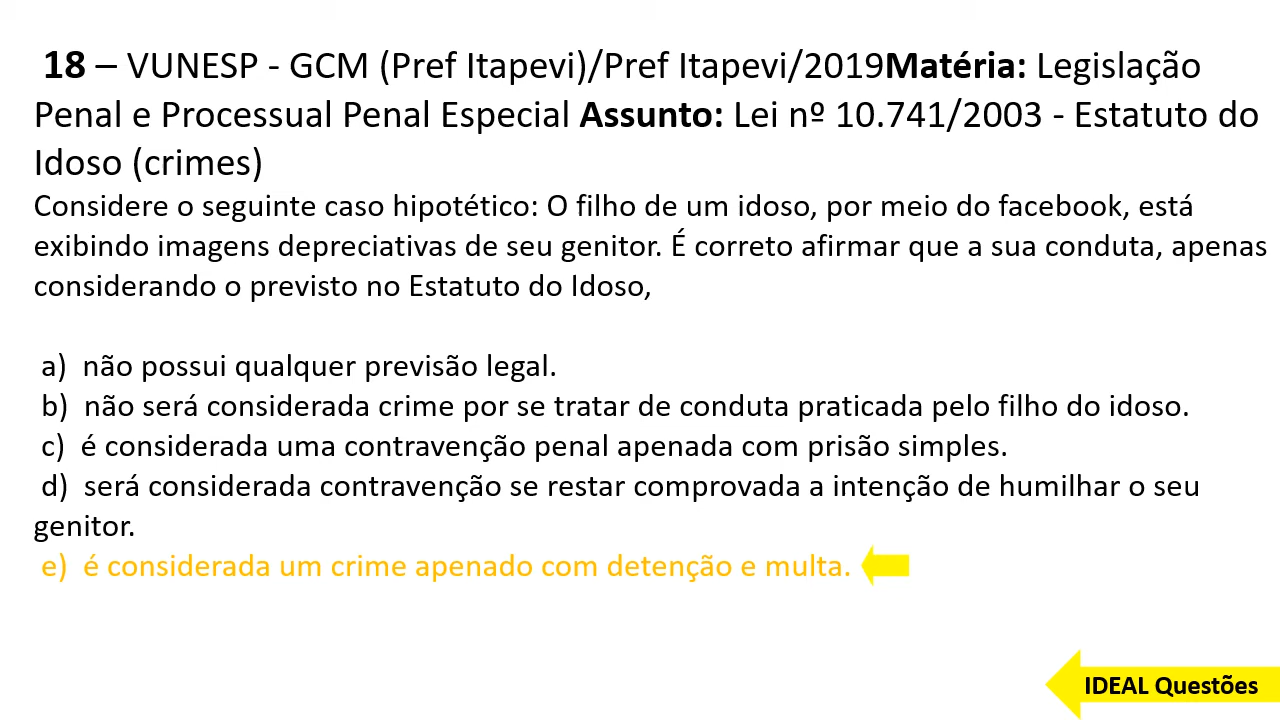 18 – VUNESP - GCM (Pref Itapevi)/Pref Itapevi/2019Matéria: Legislação
Penal e Processual Penal Especial Assunto: Lei nº 10.741/2003 - Estatuto do
Idoso (crimes)
Considere o seguinte caso hipotético: O filho de um idoso, por meio do facebook, está
exibindo imagens depreciativas de seu genitor. É correto afirmar que a sua conduta, apenas
considerando o previsto no Estatuto do Idoso,
a) não possui qualquer previsão legal.
b) não será considerada crime por se tratar de conduta praticada pelo filho do idoso.
c) é considerada uma contravenção penal apenada com prisão simples.
d) será considerada contravenção se restar comprovada a intenção de humilhar o seu
genitor.
e) é considerada um crime apenado com detenção e multa.
IDEAL Questões